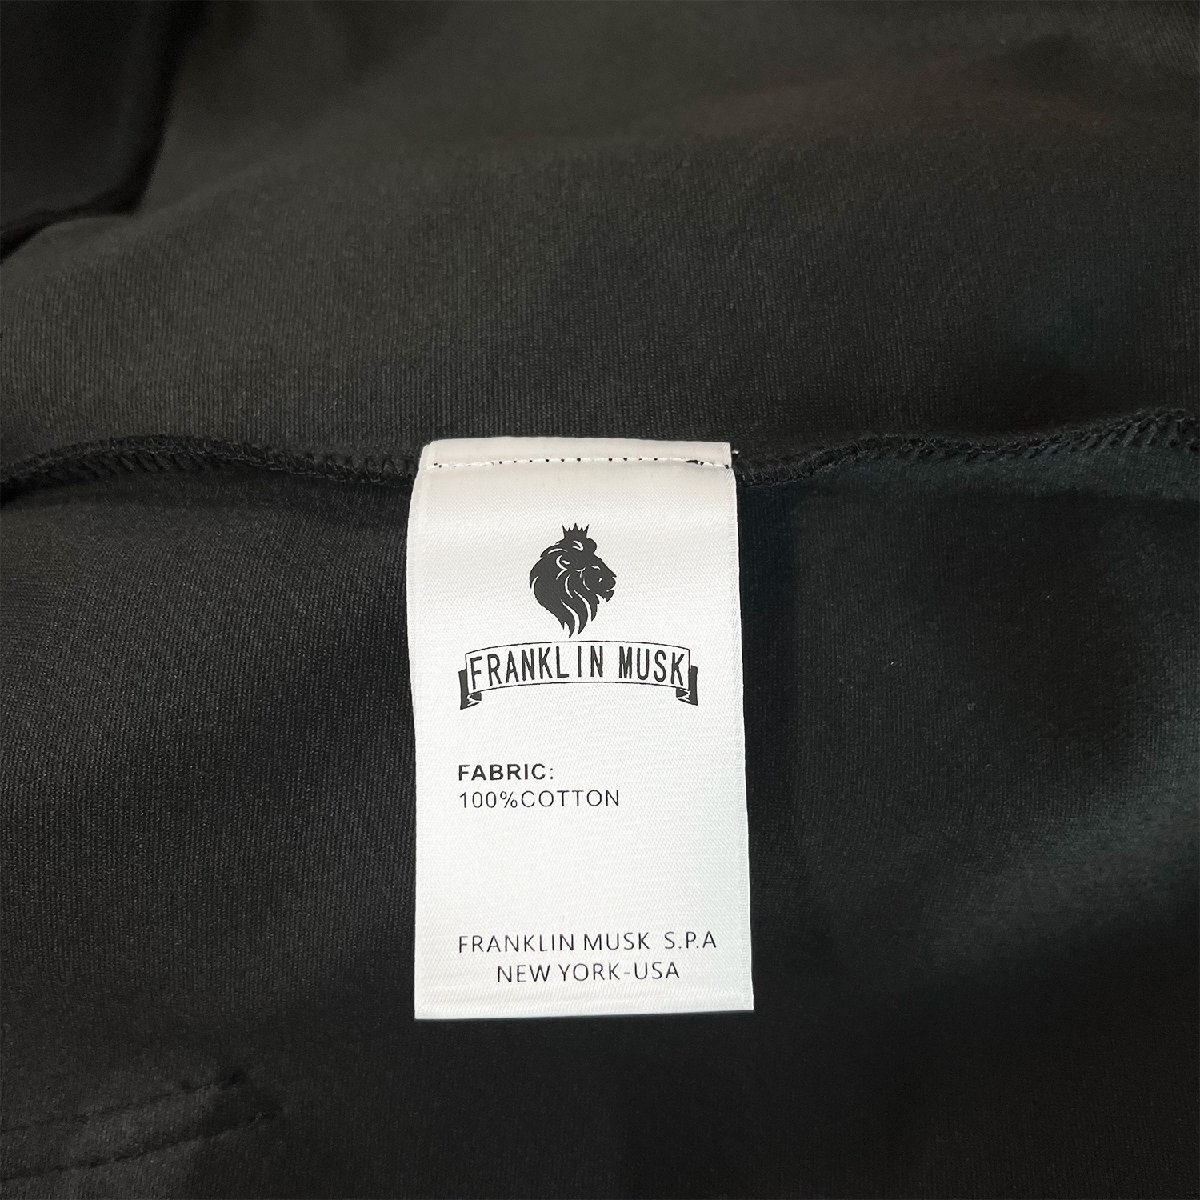 FRANKLIN MUSK
FABRIC:
100%COTTON
FRANKLIN MUSK S.P.A
NEW YORK-USA